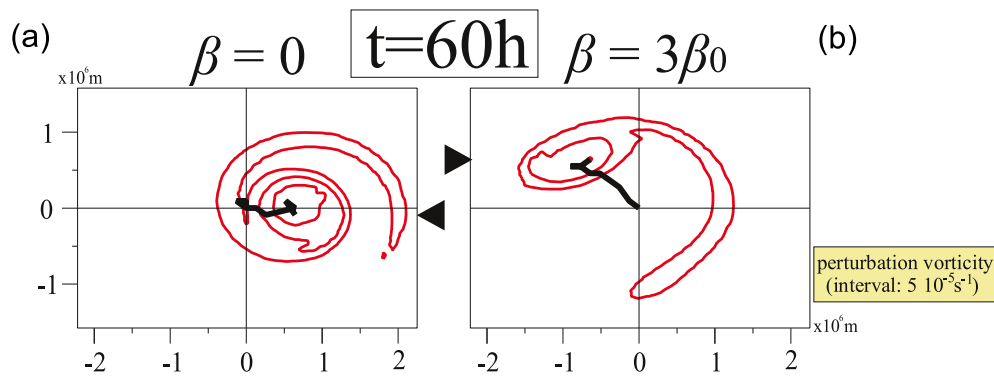 (a)
β = 0
t=60h
β = 3β0
(b)
x10⁶m
1
0
-1
-2
-1
0
1
2
-2
-1
0
1
2
x10⁶m
perturbation vorticity
(interval: 5 10⁻⁵s⁻¹)